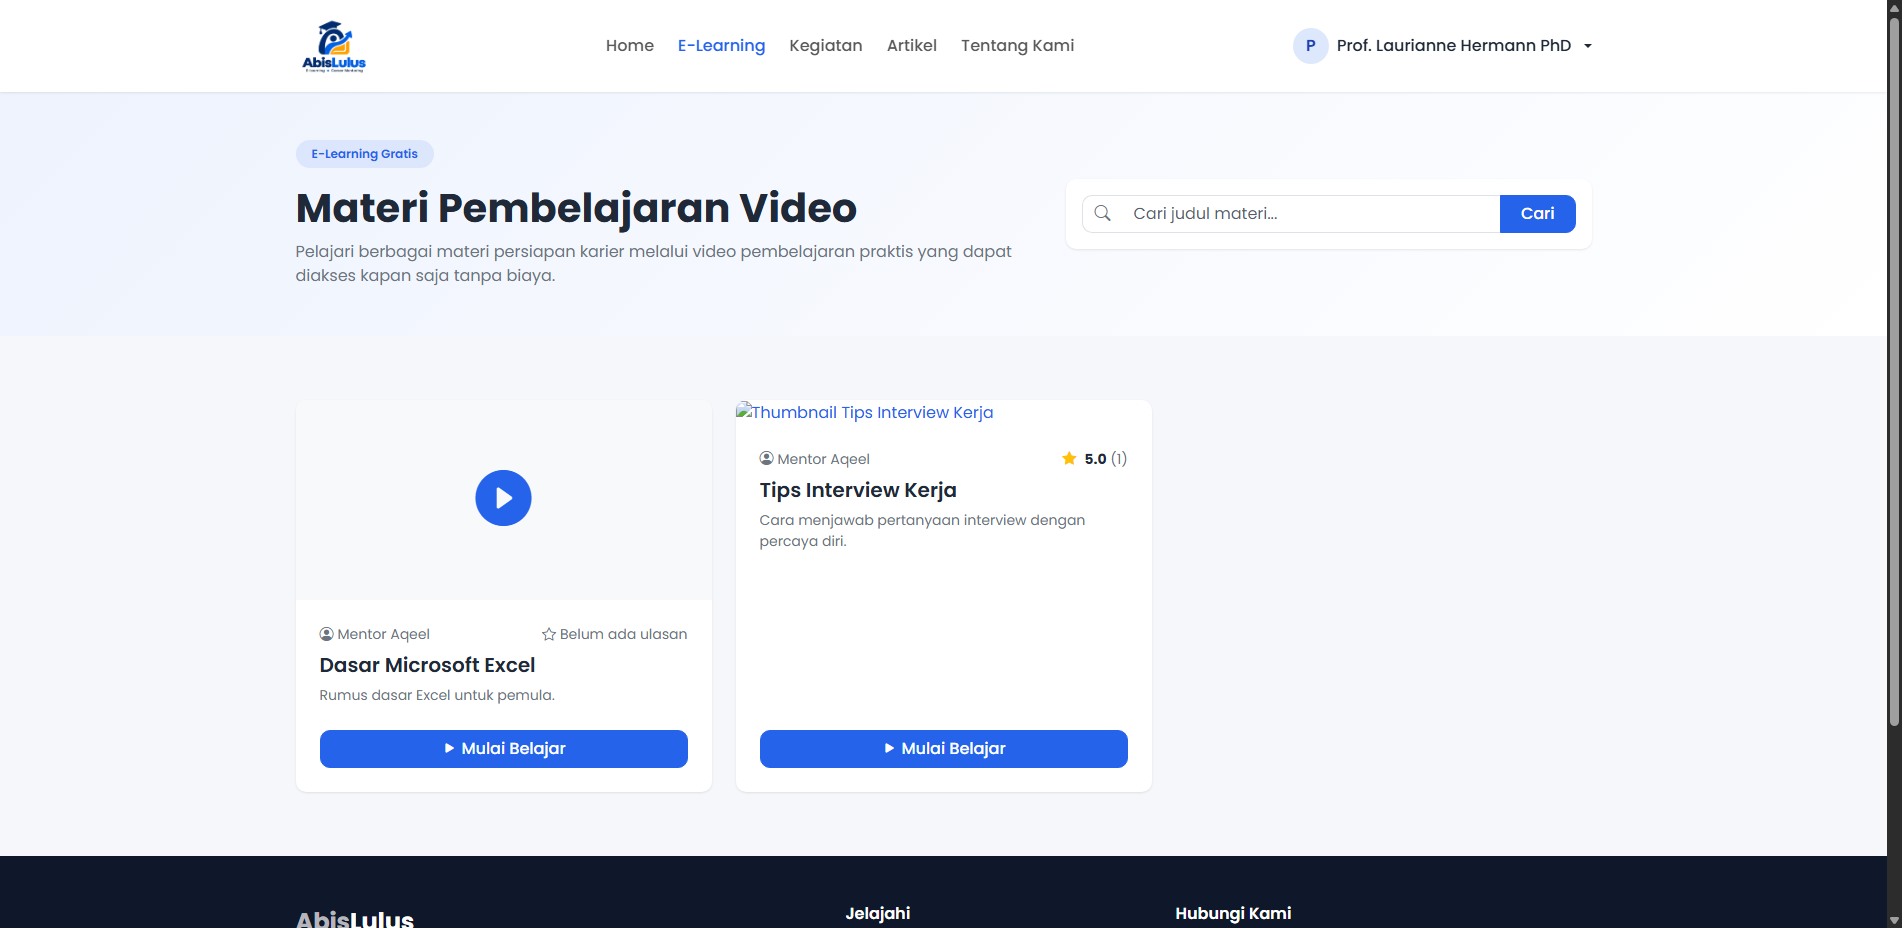 AbisLulus
Home
E-Learning
Kegiatan
Artikel
Tentang Kami
P
Prof. Laurianne Hermann PhD
E-Learning Gratis
Materi Pembelajaran Video
Pelajari berbagai materi persiapan karier melalui video pembelajaran praktis yang dapat
diakses kapan saja tanpa biaya.
Cari judul materi...
Cari
Mentor Aqeel
Belum ada ulasan
Dasar Microsoft Excel
Rumus dasar Excel untuk pemula.
Mulai Belajar
Thumbnail Tips Interview Kerja
Mentor Aqeel
5.0 (1)
Tips Interview Kerja
Cara menjawab pertanyaan interview dengan
percaya diri.
Mulai Belajar
AbisLulus
Jelajahi
Hubungi Kami